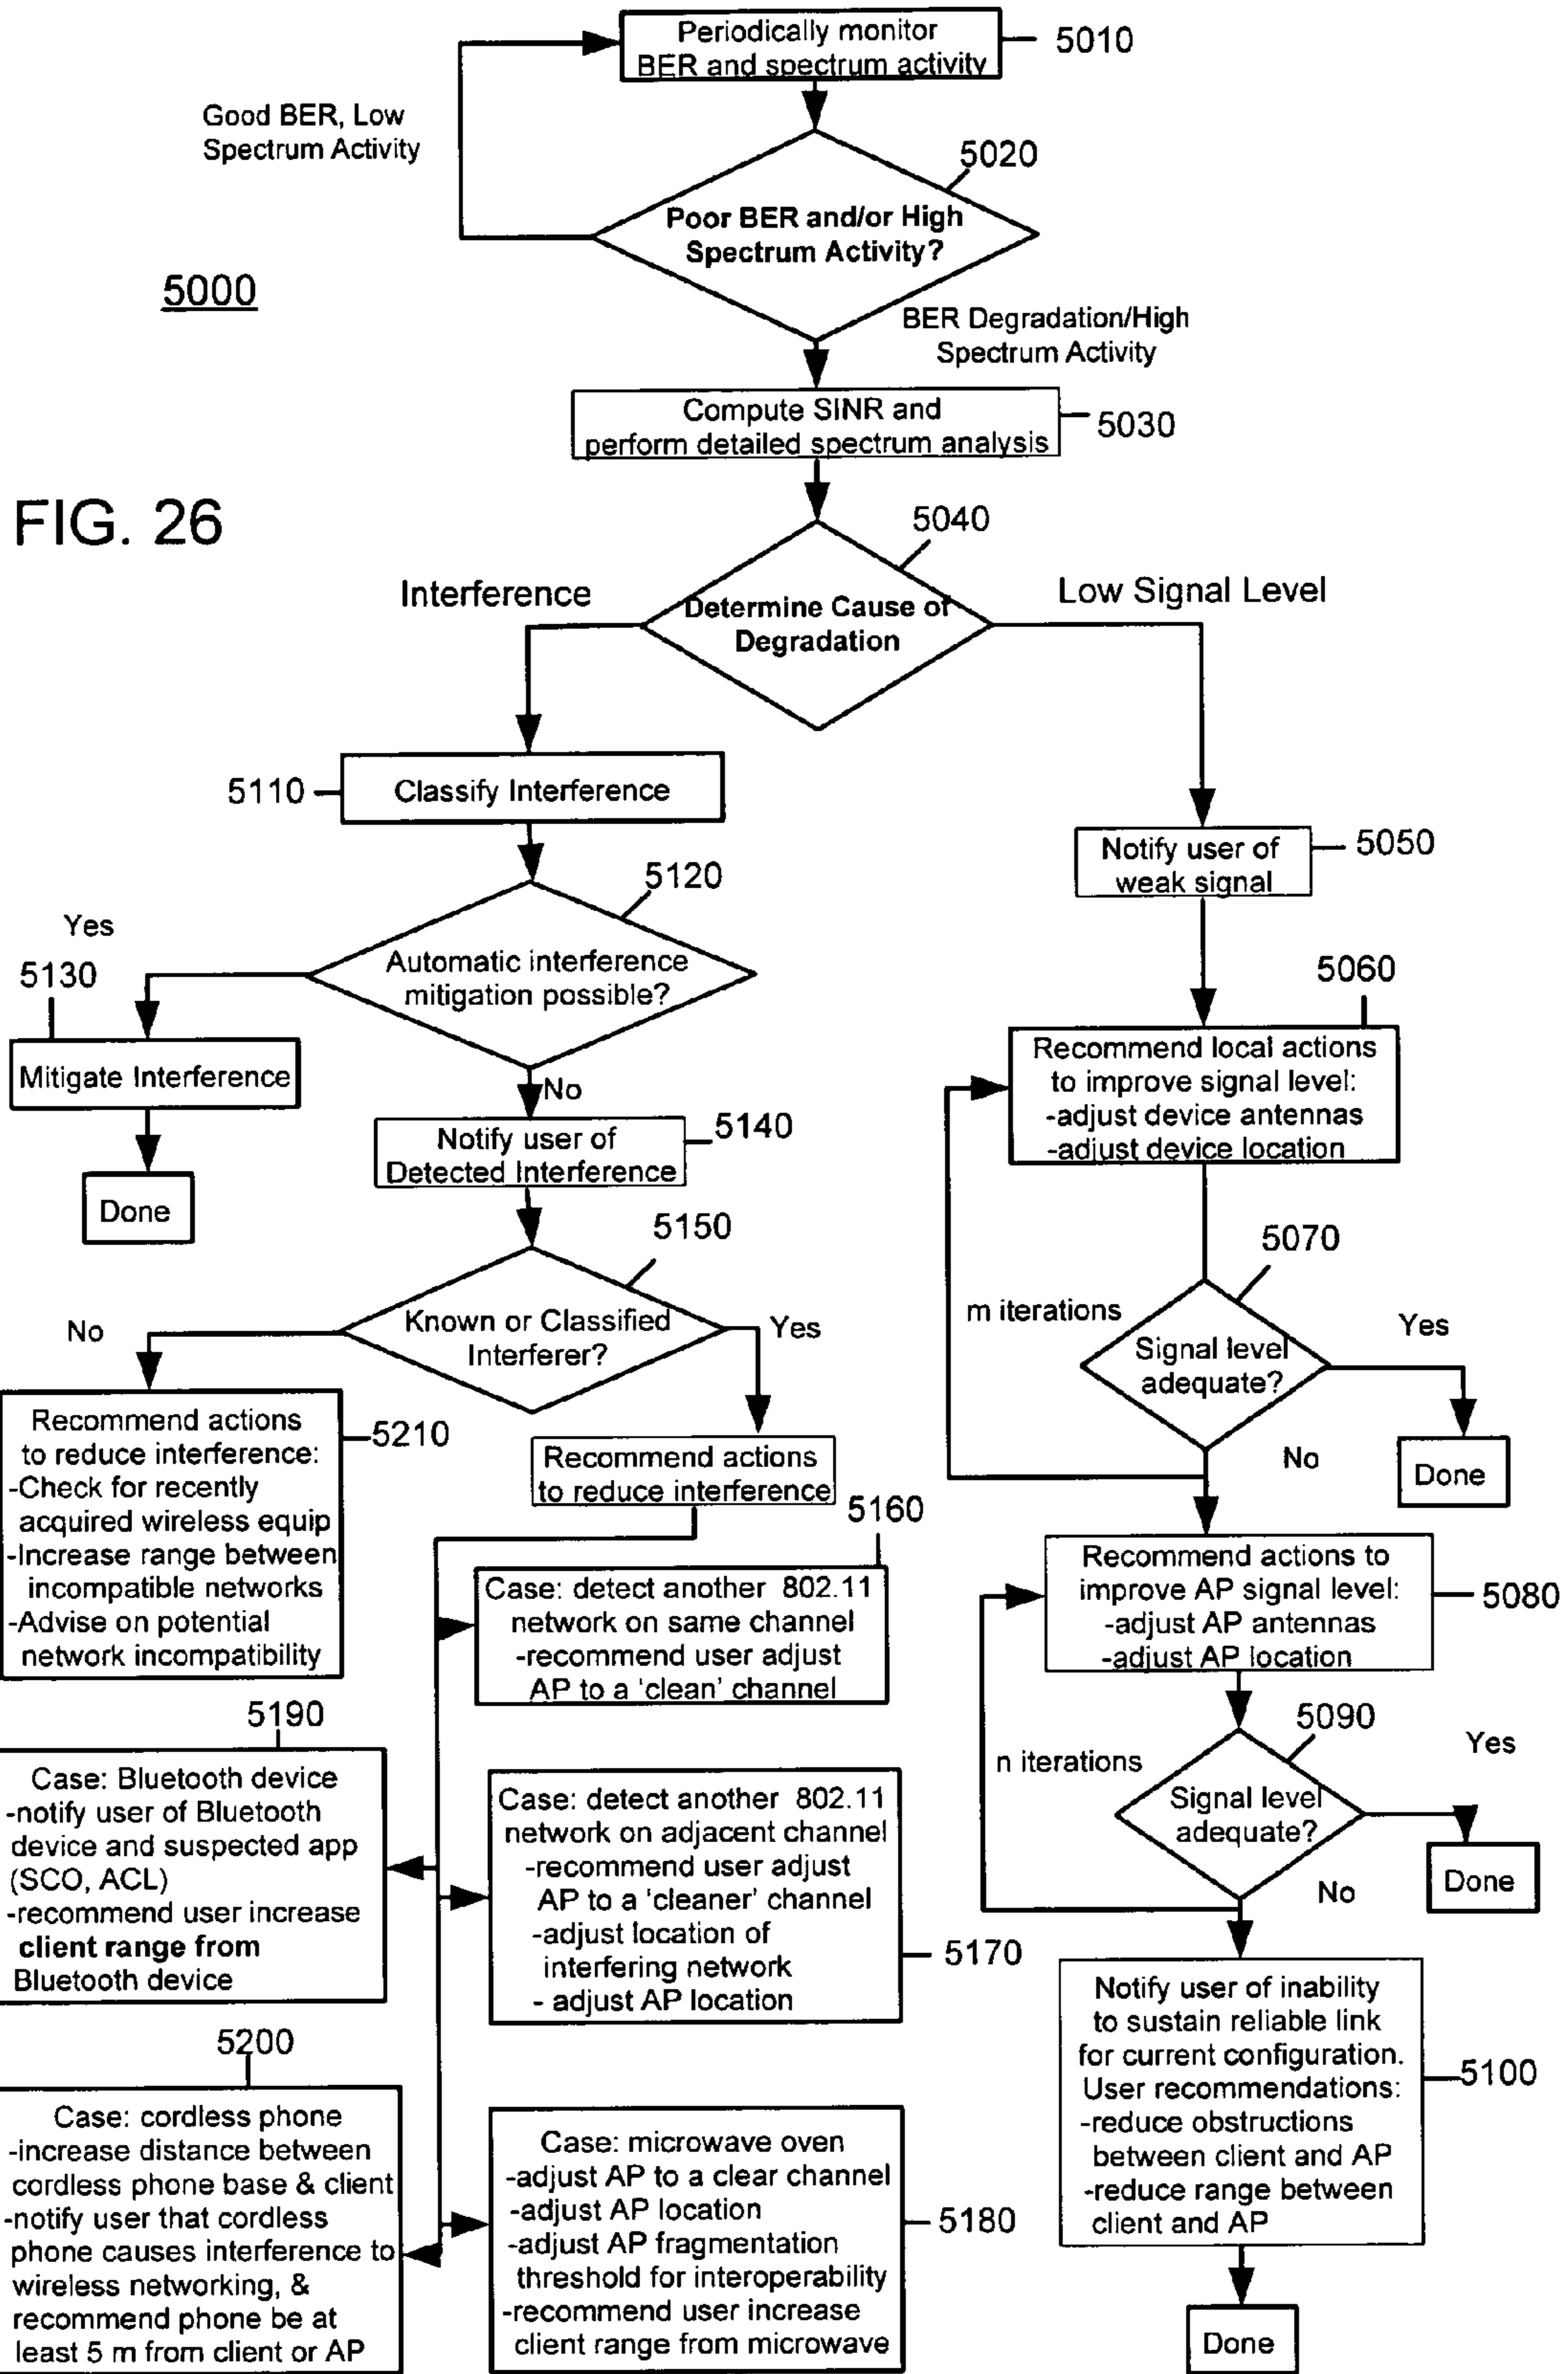 Periodically monitor
BER and spectrum activity
5010
Good BER, Low
Spectrum Activity
5020
Poor BER and/or High
Spectrum Activity?
5000
BER Degradation/High
Spectrum Activity
Compute SINR and
perform detailed spectrum analysis
5030
FIG. 26
5040
Interference
Low Signal Level
Determine Cause of
Degradation
5110
Classify Interference
Notify user of
weak signal
5050
5120
Yes
5130
Automatic interference
mitigation possible?
5060
Mitigate Interference
No
Recommend local actions
to improve signal level:
-adjust device antennas
-adjust device location
Done
Notify user of
Detected Interference
5140
5150
5070
No
Known or Classified
Interferer?
Yes
m iterations
Signal level
adequate?
Yes
No
Done
Recommend actions
to reduce interference:
-Check for recently
acquired wireless equip
-Increase range between
incompatible networks
-Advise on potential
network incompatibility
5210
Recommend actions
to reduce interference
5160
Case: detect another 802.11
network on same channel
-recommend user adjust
AP to a 'clean' channel
Recommend actions to
improve AP signal level:
-adjust AP antennas
-adjust AP location
5080
5190
Case: Bluetooth device
-notify user of Bluetooth
device and suspected app
(SCO, ACL)
-recommend user increase
client range from
Bluetooth device
Case: detect another 802.11
network on adjacent channel
-recommend user adjust
AP to a 'cleaner' channel
-adjust location of
interfering network
- adjust AP location
5170
5090
n iterations
Signal level
adequate?
Yes
No
Done
5200
Case: cordless phone
-increase distance between
cordless phone base & client
-notify user that cordless
phone causes interference to
wireless networking, &
recommend phone be at
least 5 m from client or AP
Case: microwave oven
-adjust AP to a clear channel
-adjust AP location
-adjust AP fragmentation
threshold for interoperability
-recommend user increase
client range from microwave
5180
Notify user of inability
to sustain reliable link
for current configuration.
User recommendations:
-reduce obstructions
between client and AP
-reduce range between
client and AP
5100
Done